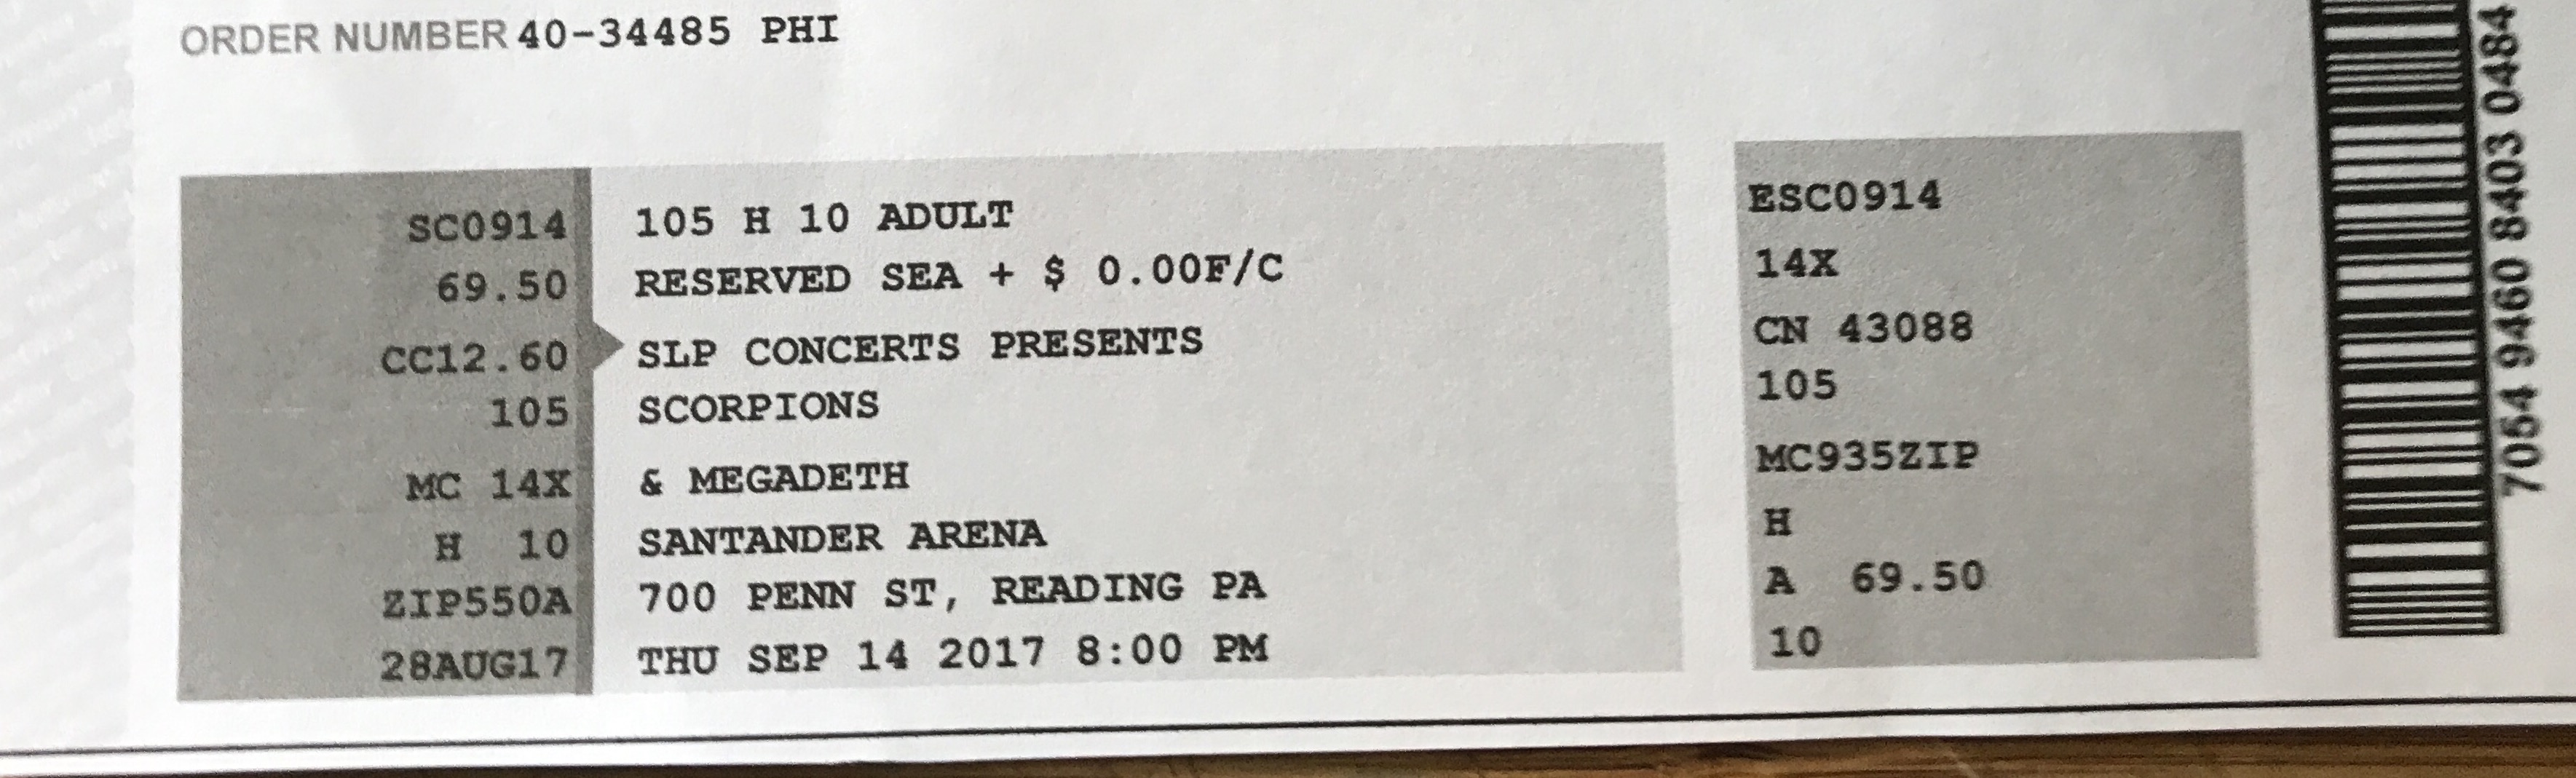 ORDER NUMBER 40-34485 PHI
SC0914
69.50
CC12.60
105
MC 14X
H 10
ZIP550A
28AUG17
105 H 10 ADULT
RESERVED SEA + $ 0.00F/C
SLP CONCERTS PRESENTS
SCORPIONS
& MEGADETH
SANTANDER ARENA
700 PENN ST, READING PA
THU SEP 14 2017 8:00 PM
ESC0914
14X
CN 43088
105
MC935ZIP
H
A 69.50
10
7054 9460 8403 0484